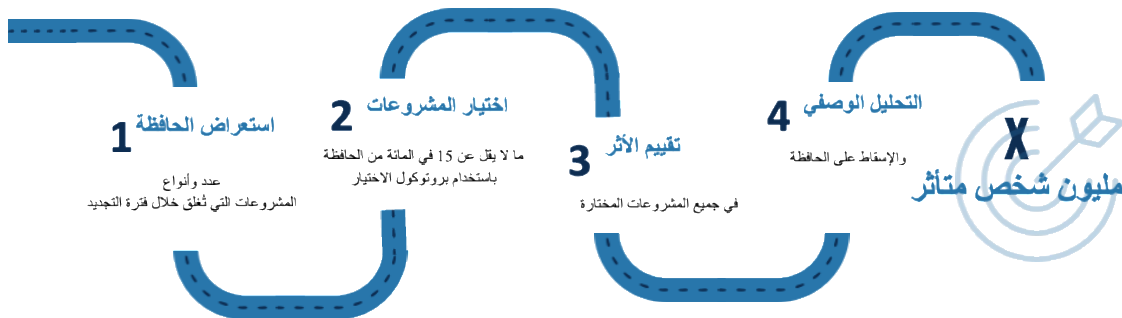 1 استعراض الحافظة
عدد وأنواع
المشروعات التي تُغلق خلال فترة التجديد
2 اختيار المشروعات
ما لا يقل عن 15 في المائة من الحافظة
باستخدام بروتوكول الاختيار
3 تقييم الأثر
في جميع المشروعات المختارة
4 التحليل الوصفي
والإسقاط على الحافظة
X
مليون شخص متأثر